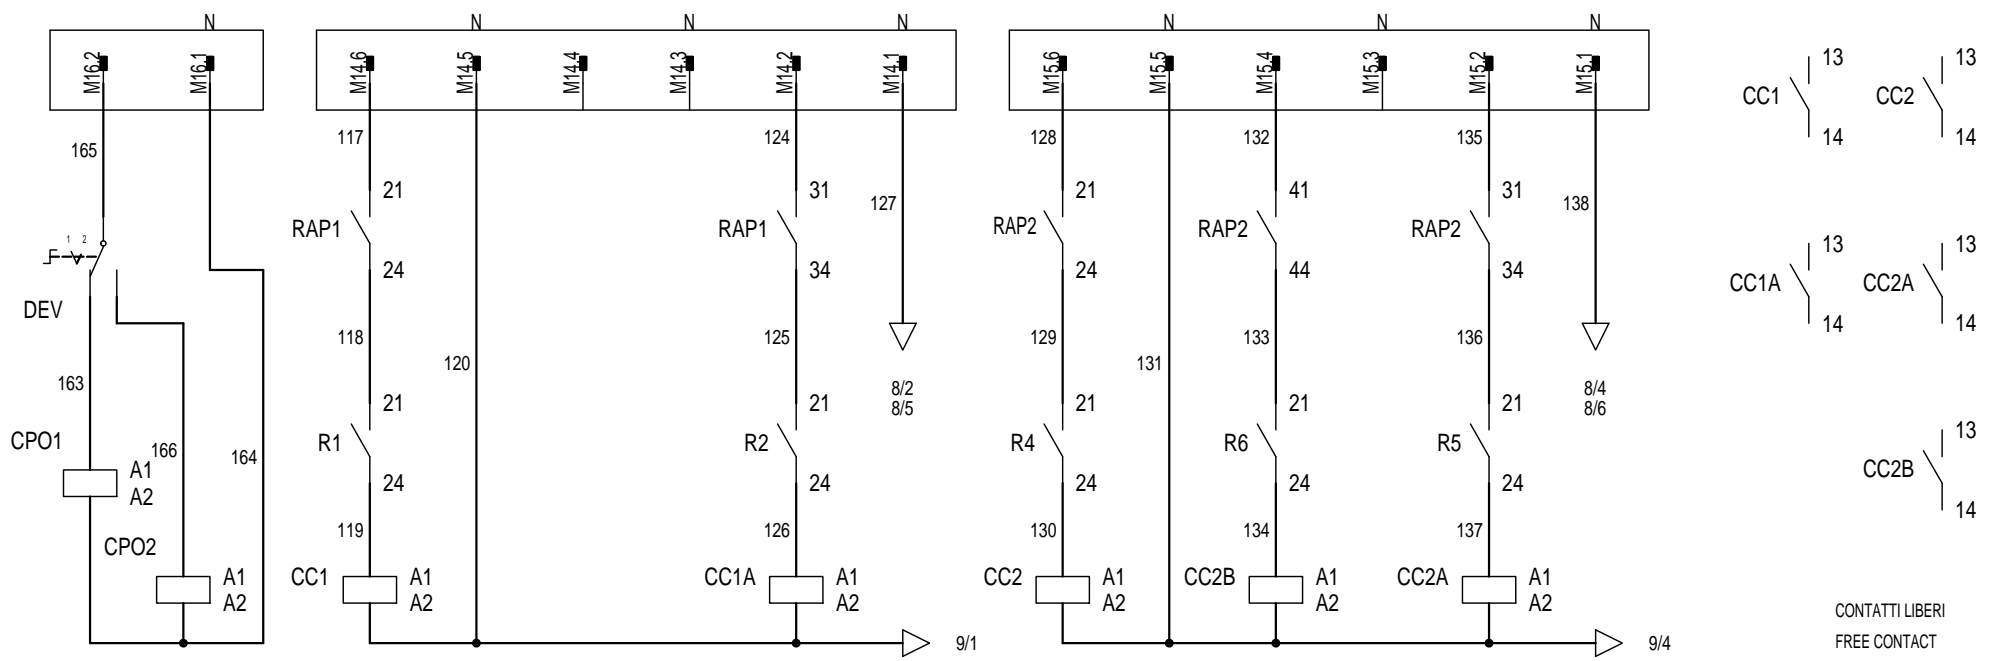 N N N N N N N
M16.2 M16.1 M14.6 M14.5 M14.4 M14.3 M14.2 M14.1 M15.6 M15.5 M15.4 M15.3 M15.2 M15.1
13 13
CC1 CC2
14 14
165 117 124 128 132 135
21 31 21 41 31
127 138
RAP1 RAP1 RAP2 RAP2 RAP2
1 2
13 13
24 34 24 44 34
CC1A CC2A
DEV
14 14
118 125 129 133 136
120 131
163
8/2 8/4
8/5 8/6
21 21 21 21 21
13
CPO1 R1 R2 R4 R6 R5
166 164
A1
CC2B
24 24 24 24 24
A2
14
119 126 130 134 137
CPO2
A1 CC1 A1 CC1A A1 CC2 A1 CC2B A1 CC2A A1
A2 A2 A2 A2 A2 A2
CONTATTI LIBERI
9/1 9/4 FREE CONTACT